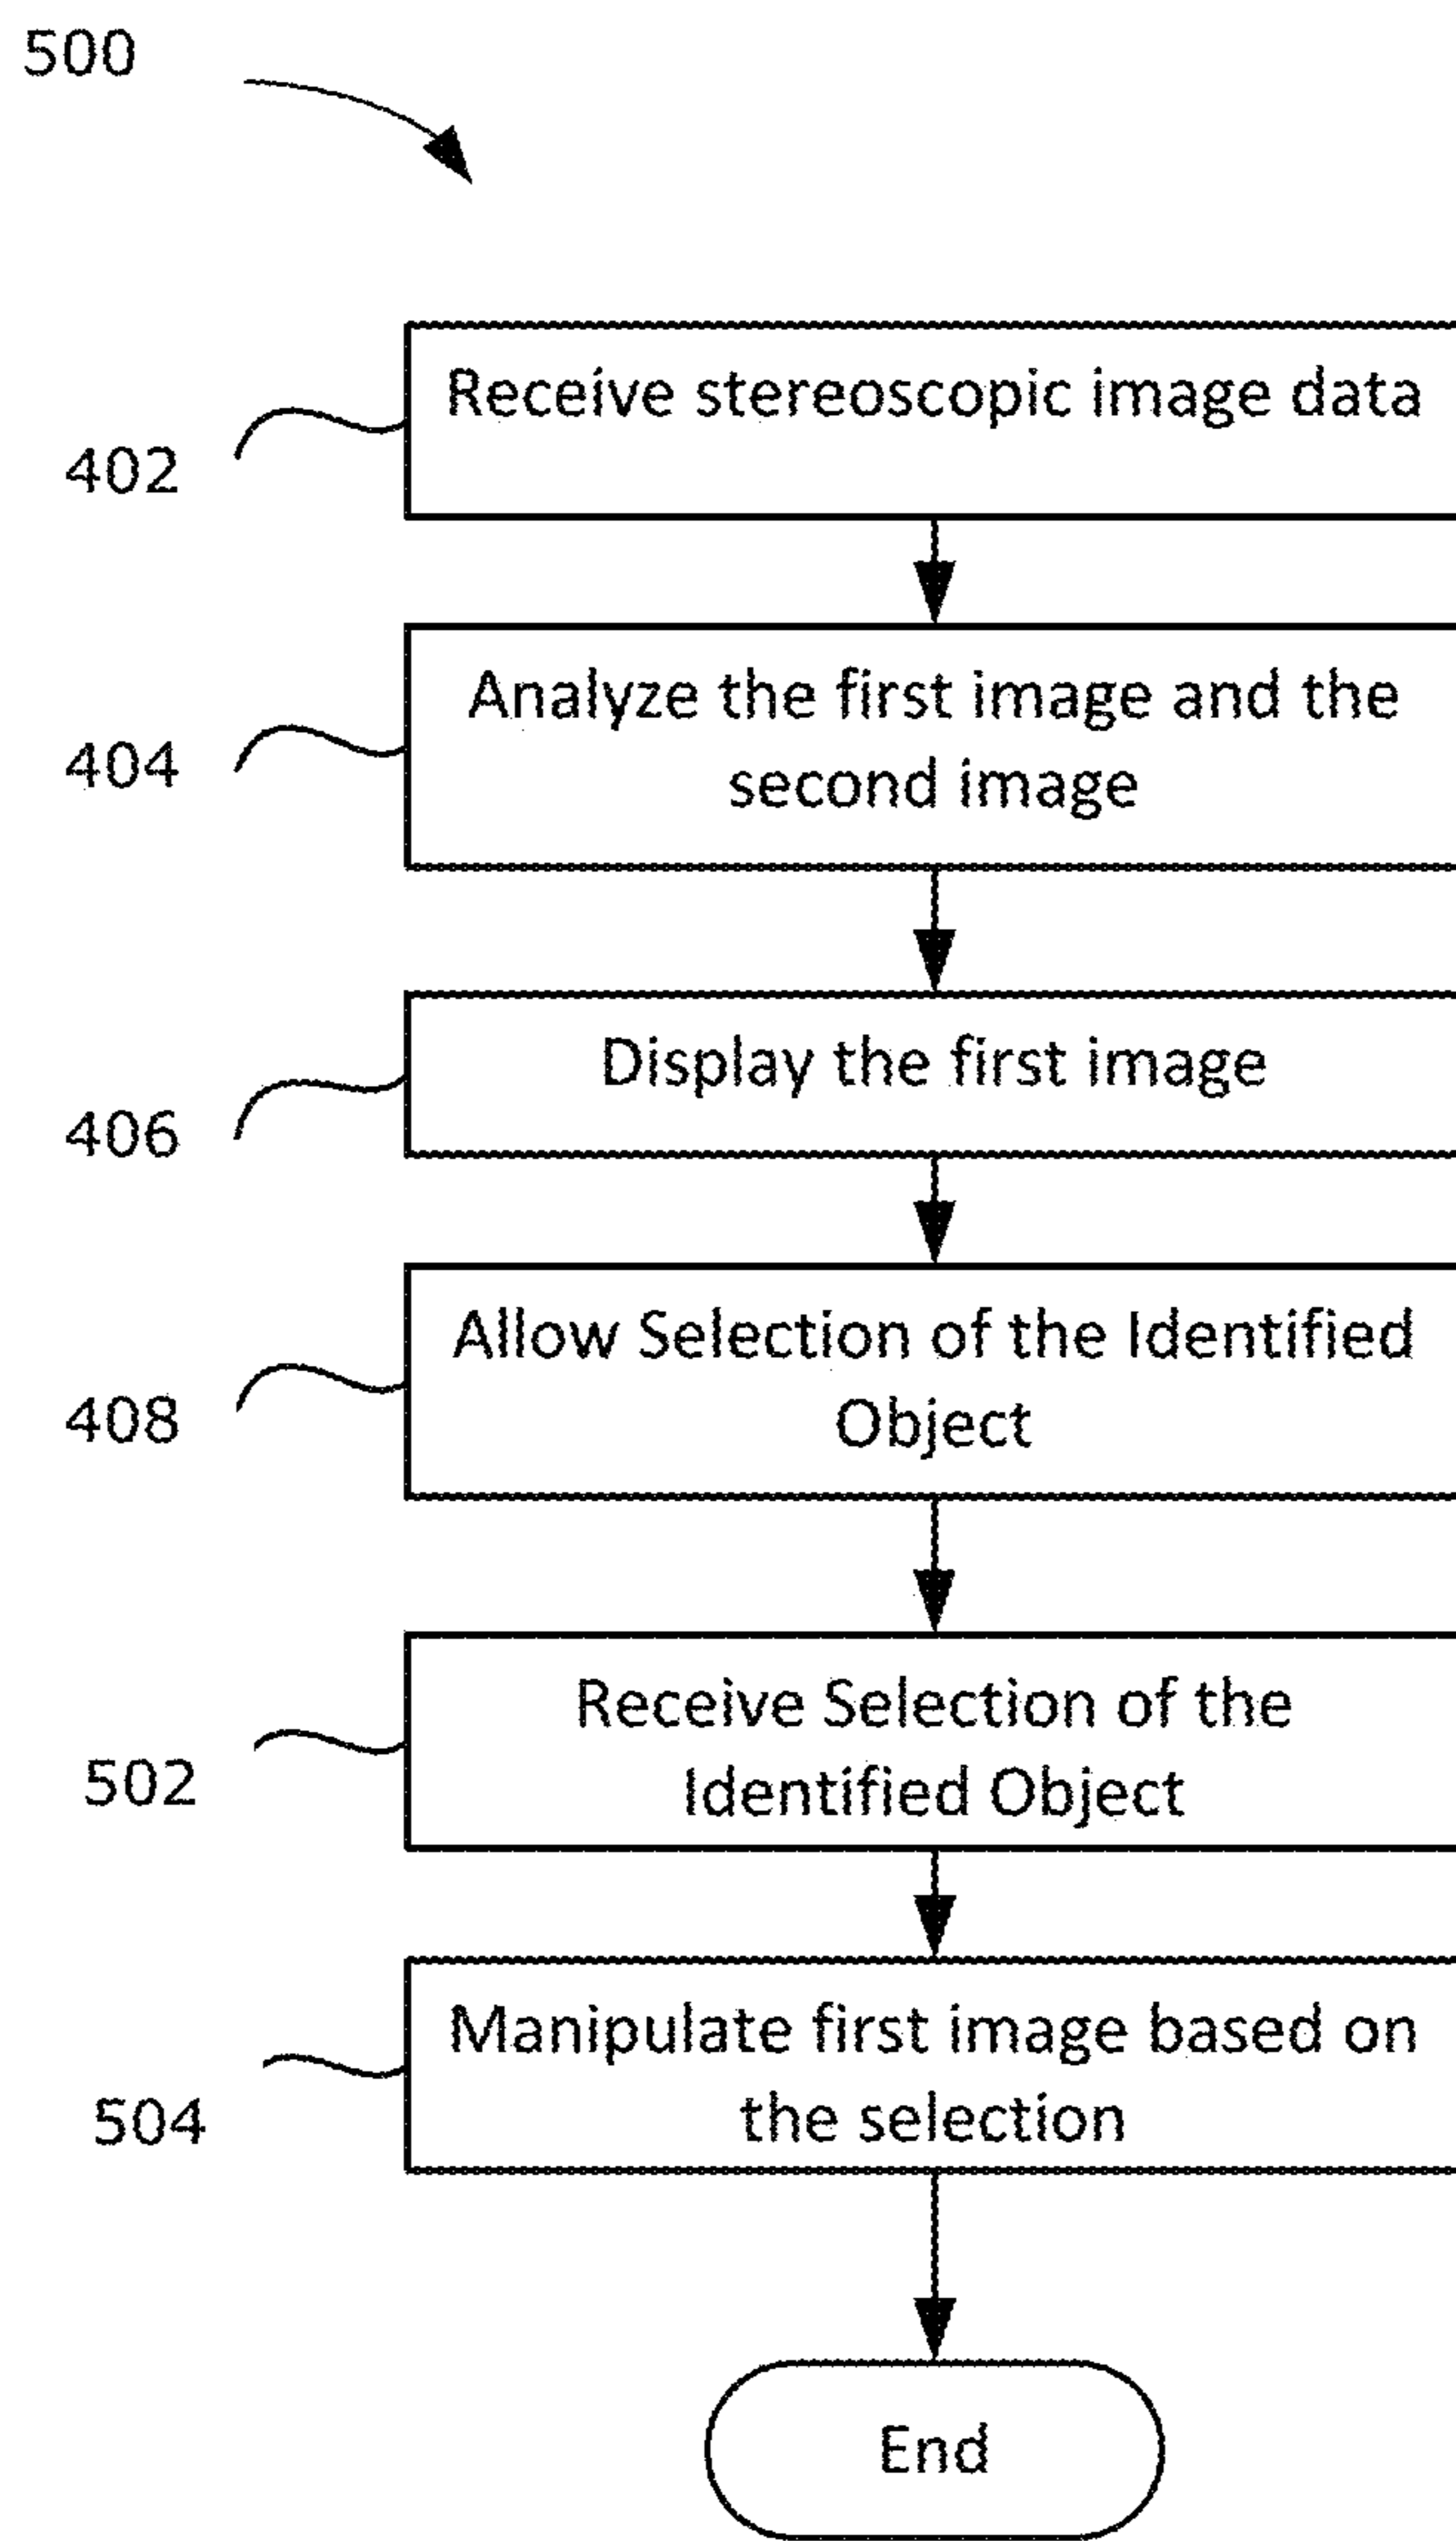 500
Receive stereoscopic image data
402
Analyze the first image and the
second image
404
Display the first image
406
Allow Selection of the Identified
Object
408
Receive Selection of the
Identified Object
502
Manipulate first image based on
the selection
504
End